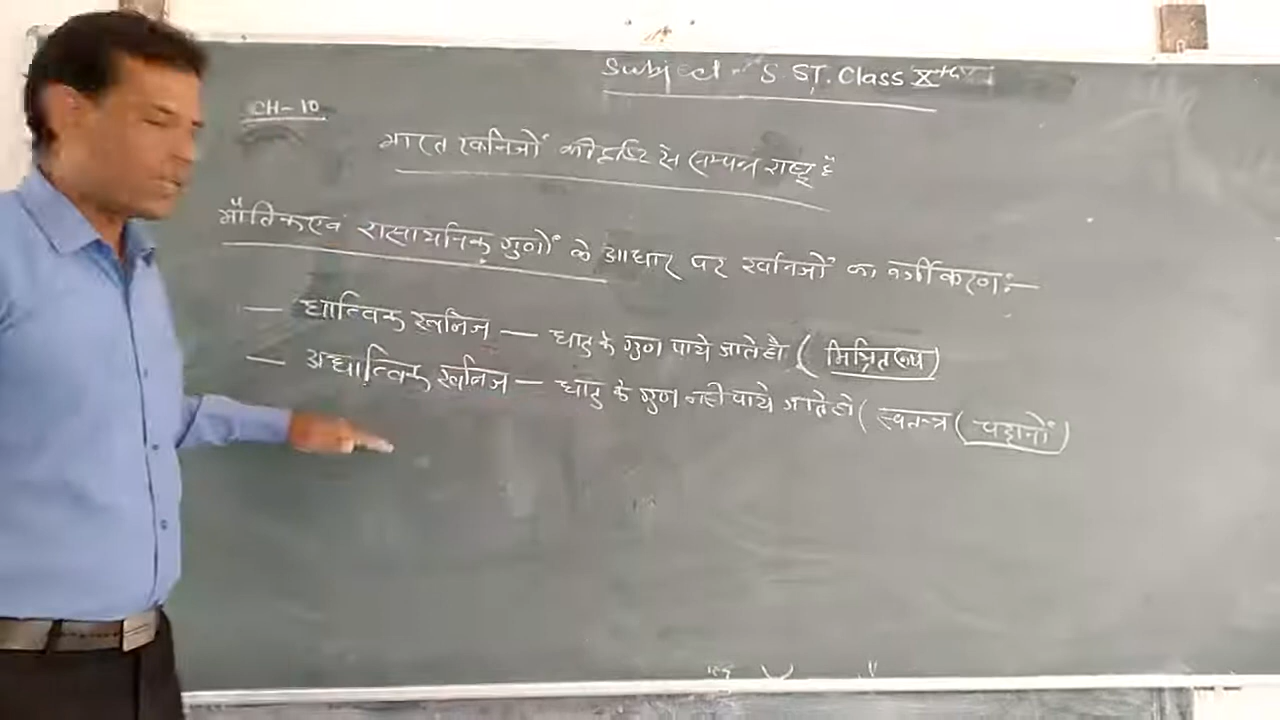 Subject - S. ST. Class Xth
CH-10
भारत खनिजों की दृष्टि से सम्पन्न राष्ट्र है
भौतिक एवं रासायनिक गुणों के आधार पर खनिजों का वर्गीकरण:-
— धात्विक खनिज — धातु के गुण पाये जाते हो (मिश्रित रूप)
— अधात्विक खनिज — धातु के गुण नही पाये जाते हो (स्वतन्त्र (चट्टानों)